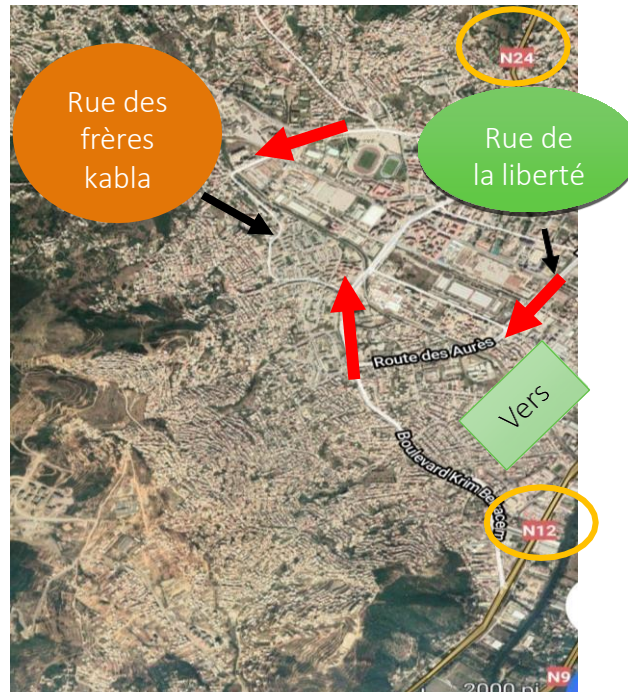 N24
Rue des
frères
kabla
Rue de
la liberté
Route des Aurès
Vers
Boulevard Krim Belkacem
N12
N9
2000 pi